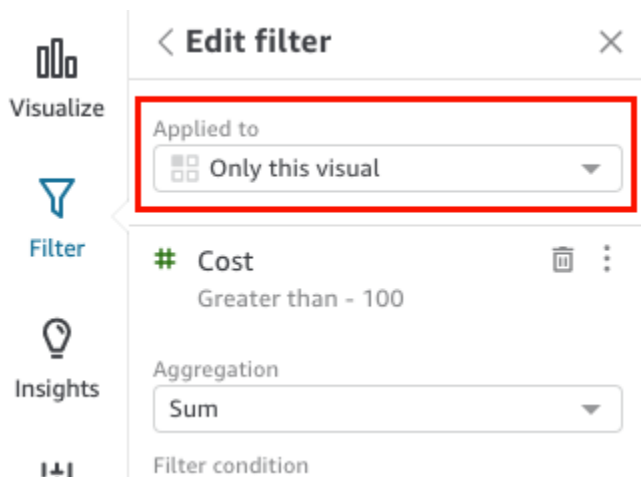 Edit filter
Visualize
Applied to
Only this visual
Filter
Cost
Greater than - 100
Insights
Aggregation
Sum
Filter condition